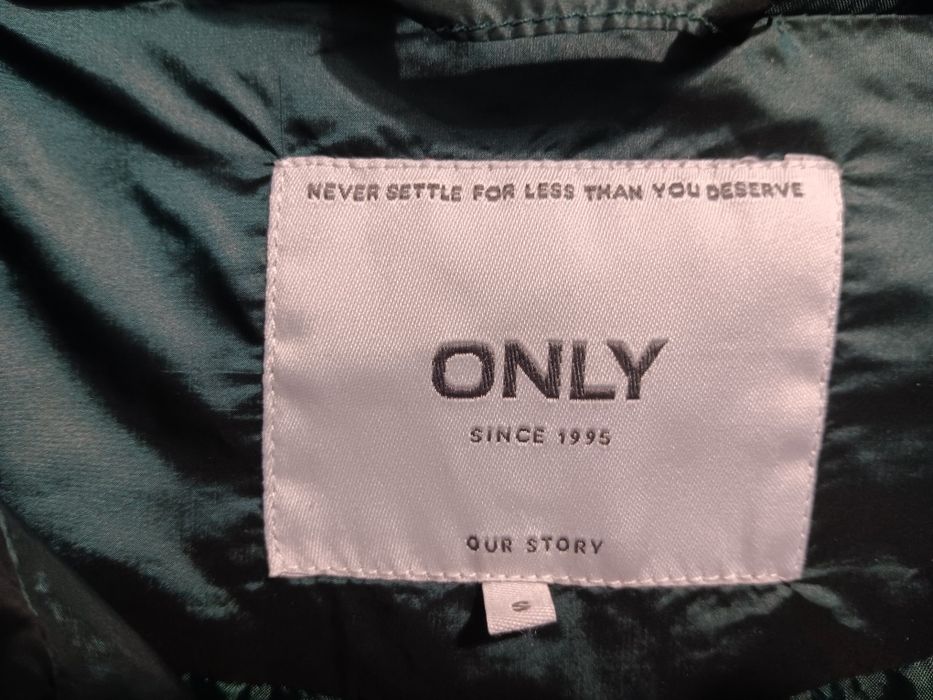 NEVER SETTLE FOR LESS THAN YOU DESERVE
ONLY
SINCE 1995
OUR STORY
S